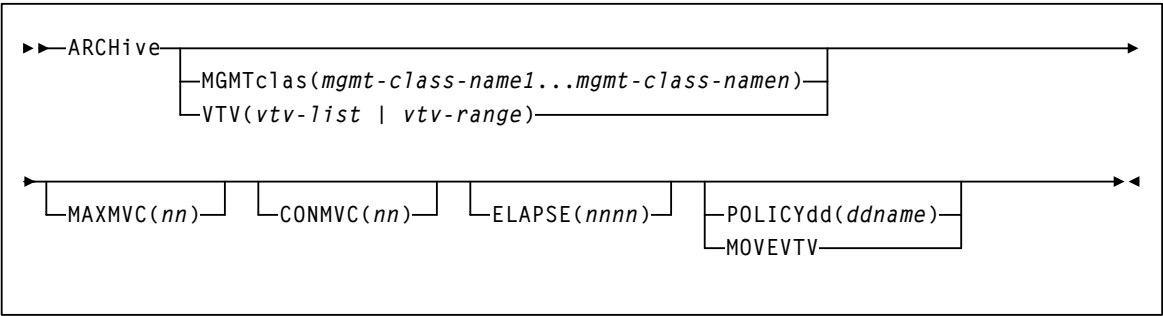 ARCHive
MGMTclas(mgmt-class-name1...mgmt-class-namen)
VTV(vtv-list | vtv-range)
MAXMVC(nn) CONMVC(nn) ELAPSE(nnnn) POLICYdd(ddname)
MOVEVTV